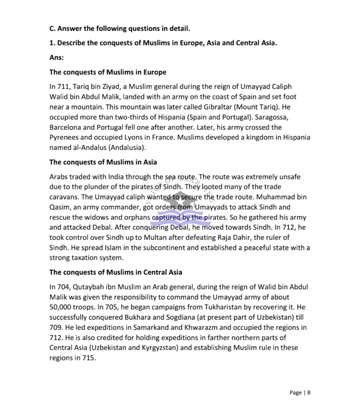 C. Answer the following questions in detail.
1. Describe the conquests of Muslims in Europe, Asia and Central Asia.
Ans:
The conquests of Muslims in Europe
In 711, Tariq bin Ziyad, a Muslim general during the reign of Umayyad Caliph
Walid bin Abdul Malik, landed with an army on the coast of Spain and set foot
near a mountain. This mountain was later called Gibraltar (Mount Tariq). He
occupied more than two-thirds of Hispania (Spain and Portugal). Saragossa,
Barcelona and Portugal fell one after another. Later, his army crossed the
Pyrenees and occupied Lyons in France. Muslims developed a kingdom in Hispania
named al-Andalus (Andalusia).
The conquests of Muslims in Asia
Arabs traded with India through the sea route. The route was extremely unsafe
due to the plunder of the pirates of Sindh. They looted many of the trade
caravans. The Umayyad caliph wanted to secure the trade route. Muhammad bin
Qasim, an army commander, got orders from Umayyads to attack Sindh and
rescue the widows and orphans captured by the pirates. So he gathered his army
and attacked Debal. After conquering Debal, he moved towards Sindh. In 712, he
took control over Sindh up to Multan after defeating Raja Dahir, the ruler of
Sindh. He spread Islam in the subcontinent and established a peaceful state with a
strong taxation system.
The conquests of Muslims in Central Asia
In 704, Qutaybah ibn Muslim an Arab general, during the reign of Walid bin Abdul
Malik was given the responsibility to command the Umayyad army of about
50,000 troops. In 705, he began campaigns from Tukharistan by recovering it. He
successfully conquered Bukhara and Sogdiana (at present part of Uzbekistan) till
709. He led expeditions in Samarkand and Khwarazm and occupied the regions in
712. He is also credited for holding expeditions in farther northern parts of
Central Asia (Uzbekistan and Kyrgyzstan) and establishing Muslim rule in these
regions in 715.
Page | 8